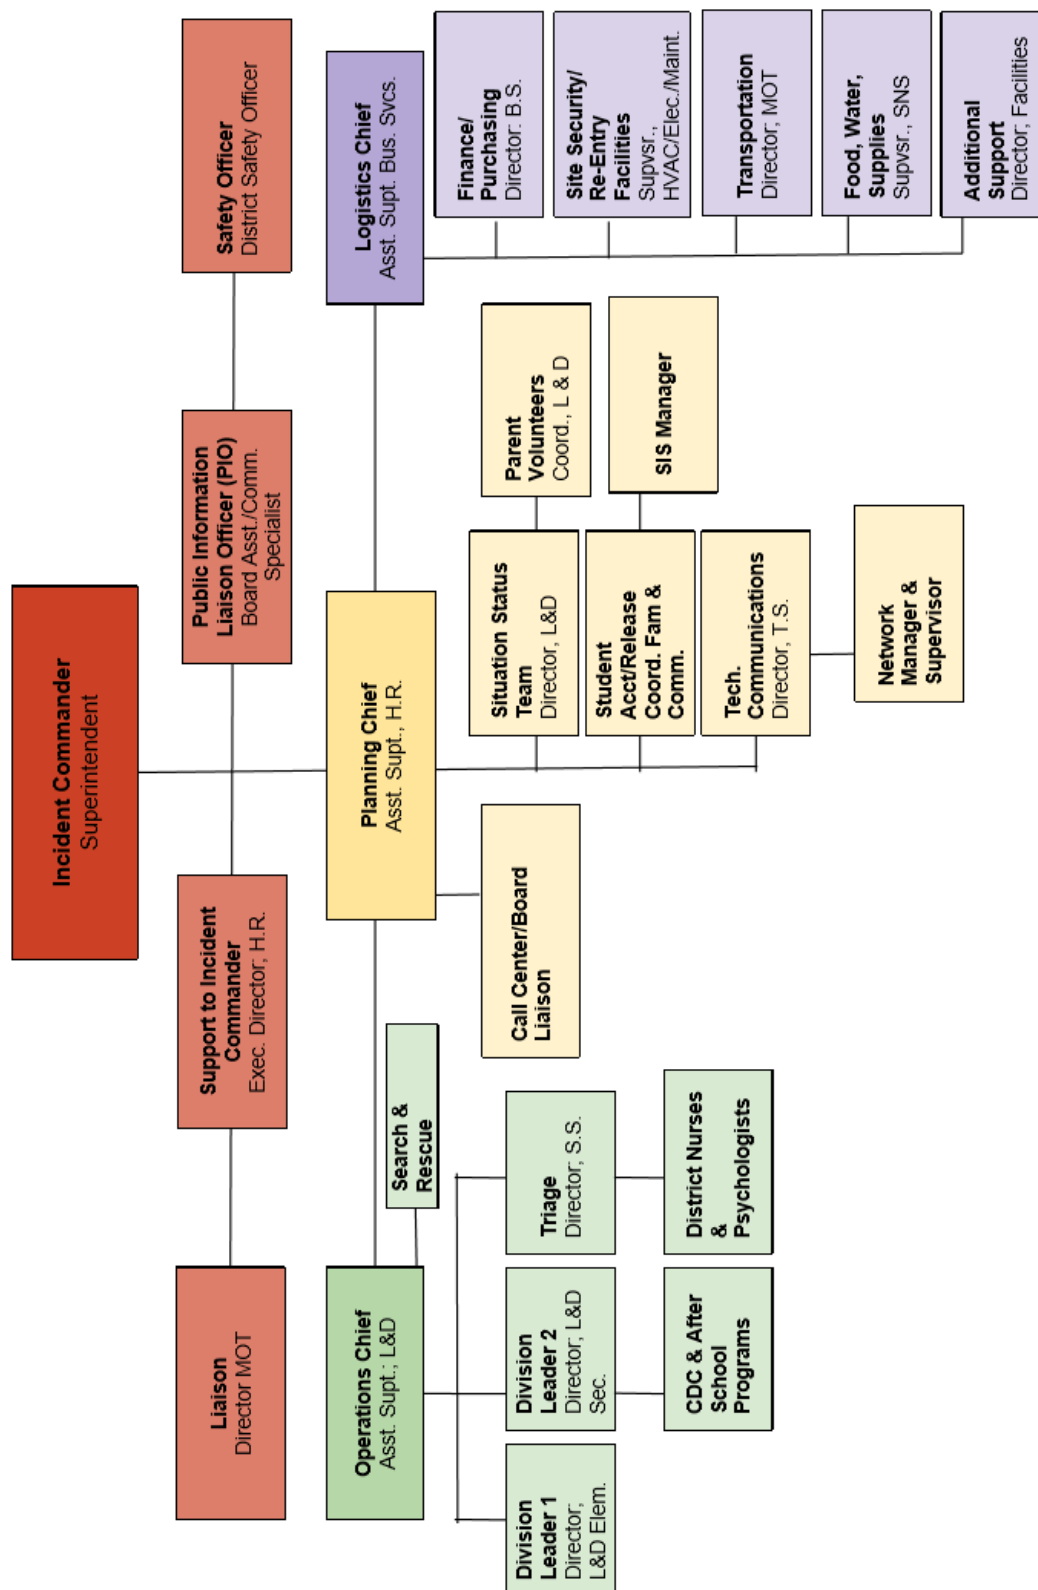 Incident Commander
Superintendent
Liaison
Director MOT
Support to Incident
Commander
Exec. Director; H.R.
Public Information
Liaison Officer (PIO)
Board Asst./Comm.
Specialist
Safety Officer
District Safety Officer
Operations Chief
Asst. Supt.; L&D
Planning Chief
Asst. Supt., H.R.
Logistics Chief
Asst. Supt. Bus. Svcs.
Search &
Rescue
Division
Leader 1
Director;
L&D Elem.
Division
Leader 2
Director; L&D
Sec.
Triage
Director; S.S.
CDC & After
School
Programs
District Nurses
&
Psychologists
Call Center/Board
Liaison
Situation Status
Team
Director, L&D
Parent
Volunteers
Coord., L & D
Student
Acct/Release
Coord. Fam &
Comm.
SIS Manager
Tech.
Communications
Director, T.S.
Network
Manager &
Supervisor
Finance/
Purchasing
Director: B.S.
Site Security/
Re-Entry
Facilities
Supvsr.,
HVAC/Elec./Maint.
Transportation
Director; MOT
Food, Water,
Supplies
Supvsr., SNS
Additional
Support
Director; Facilities